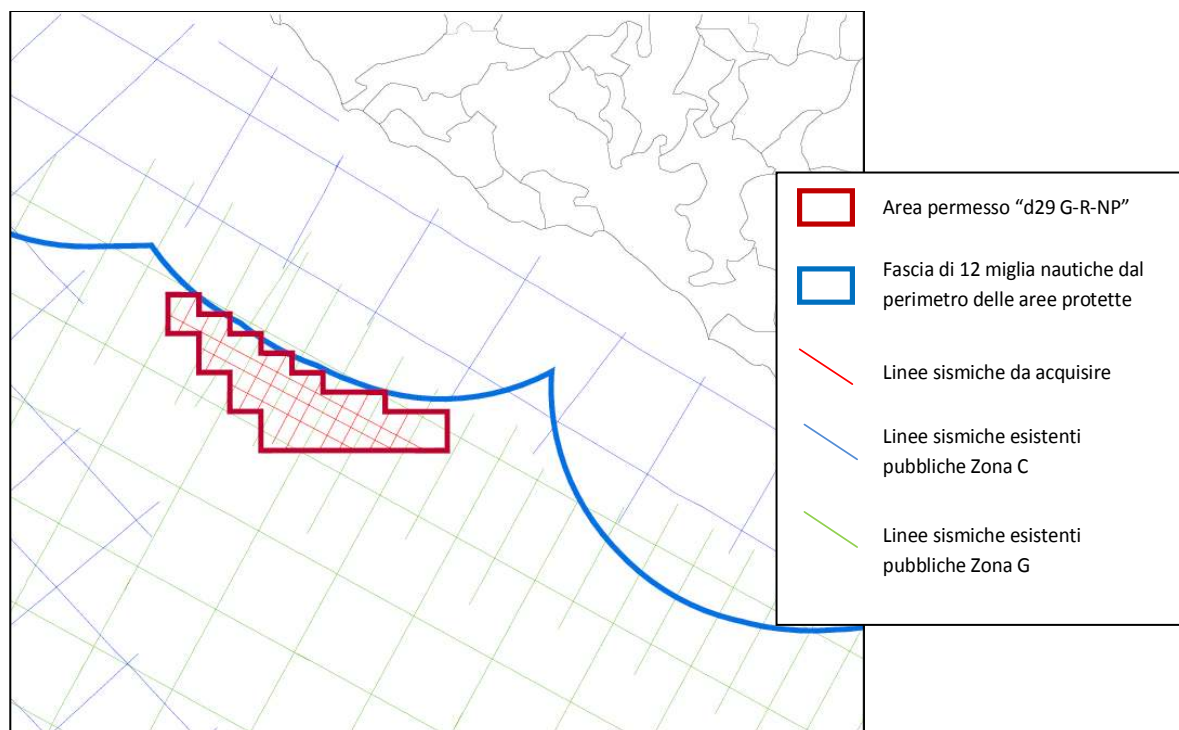 Area permesso “d29 G-R-NP”
Fascia di 12 miglia nautiche dal
perimetro delle aree protette
Linee sismiche da acquisire
Linee sismiche esistenti
pubbliche Zona C
Linee sismiche esistenti
pubbliche Zona G